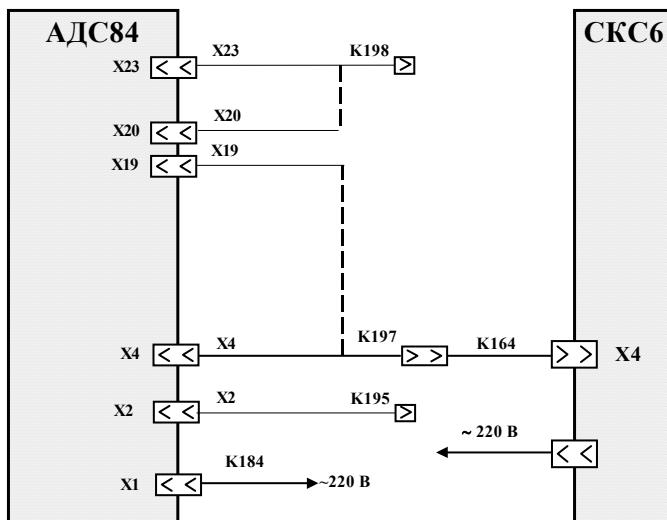 АДС84
СКС6
X23 X23 K198
X20 X20
X19 X19
X4 X4 K197 K164 X4
X2 X2 K195
~ 220 В
X1 K184 ~220 В